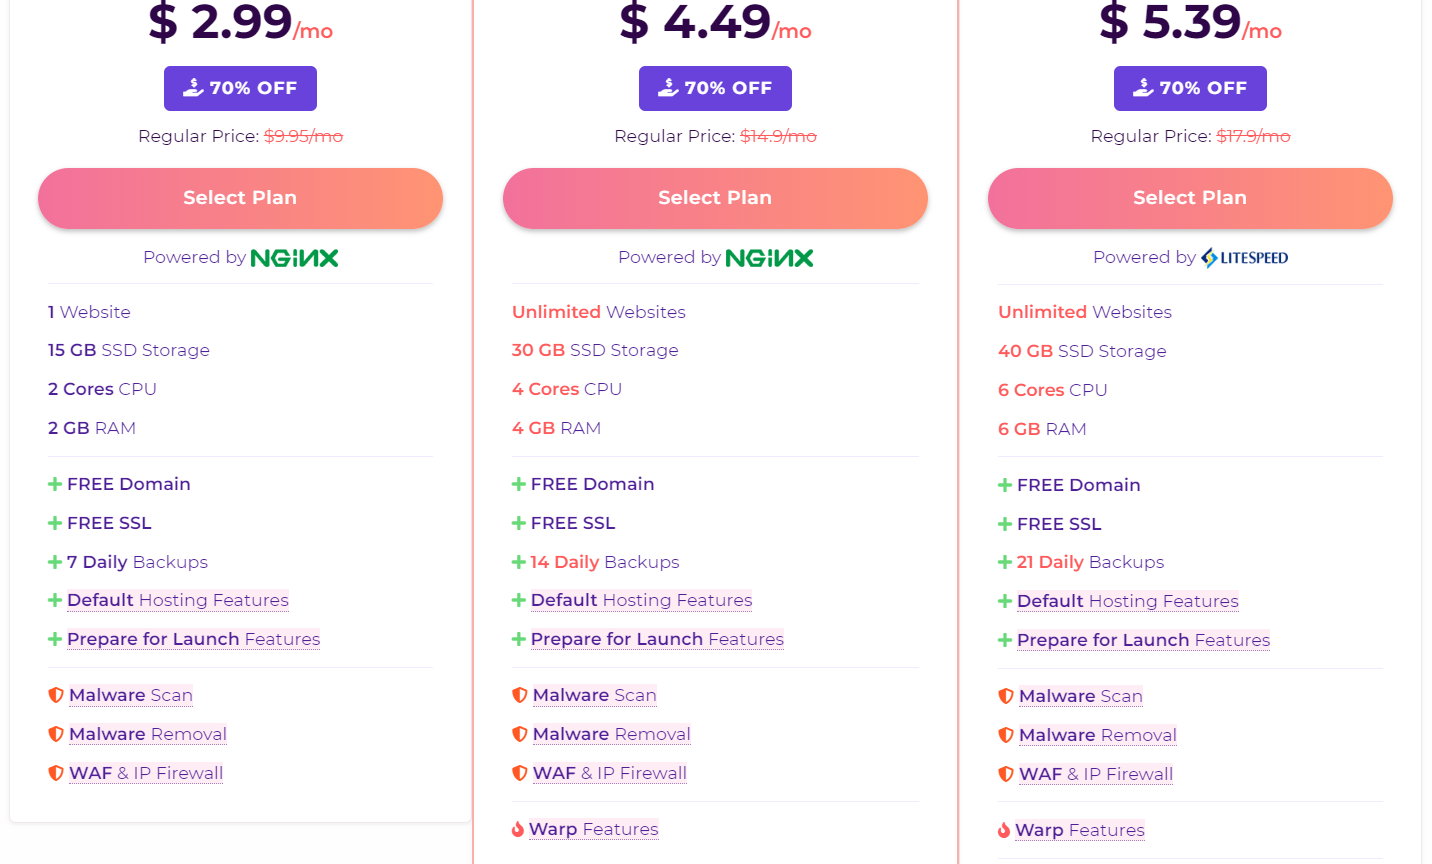 $ 2.99/mo
70% OFF
Regular Price: $9.95/mo
Select Plan
Powered by NGINX
1 Website
15 GB SSD Storage
2 Cores CPU
2 GB RAM
FREE Domain
FREE SSL
7 Daily Backups
Default Hosting Features
Prepare for Launch Features
Malware Scan
Malware Removal
WAF & IP Firewall
$ 4.49/mo
70% OFF
Regular Price: $14.9/mo
Select Plan
Powered by NGINX
Unlimited Websites
30 GB SSD Storage
4 Cores CPU
4 GB RAM
FREE Domain
FREE SSL
14 Daily Backups
Default Hosting Features
Prepare for Launch Features
Malware Scan
Malware Removal
WAF & IP Firewall
Warp Features
$ 5.39/mo
70% OFF
Regular Price: $17.9/mo
Select Plan
Powered by LITESPEED
Unlimited Websites
40 GB SSD Storage
6 Cores CPU
6 GB RAM
FREE Domain
FREE SSL
21 Daily Backups
Default Hosting Features
Prepare for Launch Features
Malware Scan
Malware Removal
WAF & IP Firewall
Warp Features